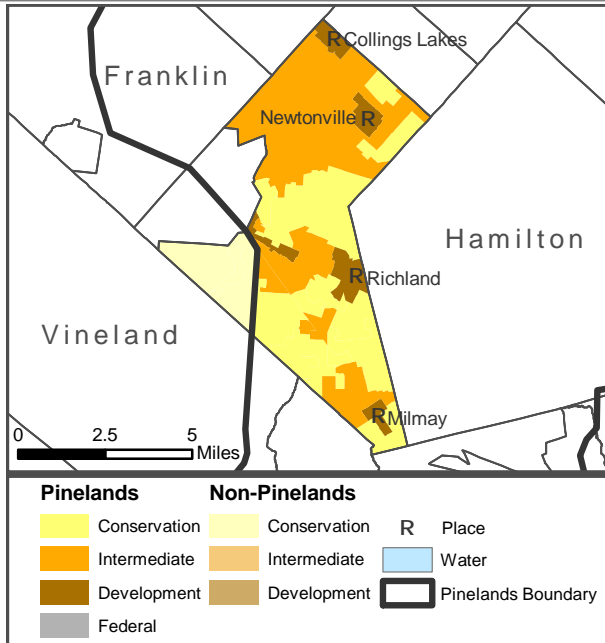 R Collings Lakes
Franklin
Newtonville R
Hamilton
R Richland
Vineland
R Milmay
0 2.5 5
Miles
Pinelands Non-Pinelands
Conservation Conservation R Place
Intermediate Intermediate Water
Development Development Pinelands Boundary
Federal